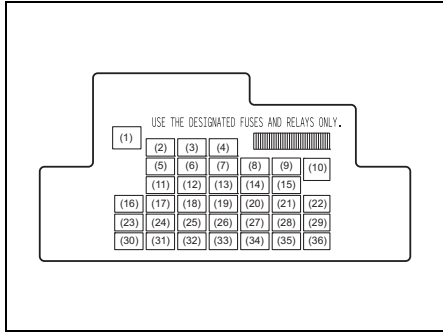 USE THE DESIGNATED FUSES AND RELAYS ONLY.
(1)
(2) (3) (4)
(5) (6) (7) (8) (9) (10)
(11) (12) (13) (14) (15)
(16) (17) (18) (19) (20) (21) (22)
(23) (24) (25) (26) (27) (28) (29)
(30) (31) (32) (33) (34) (35) (36)